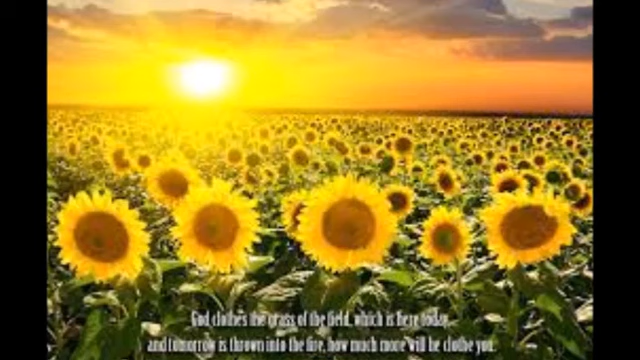 God clothes the grass of the field, which is here today,
and tomorrow is thrown into the fire, how much more will he clothe you.